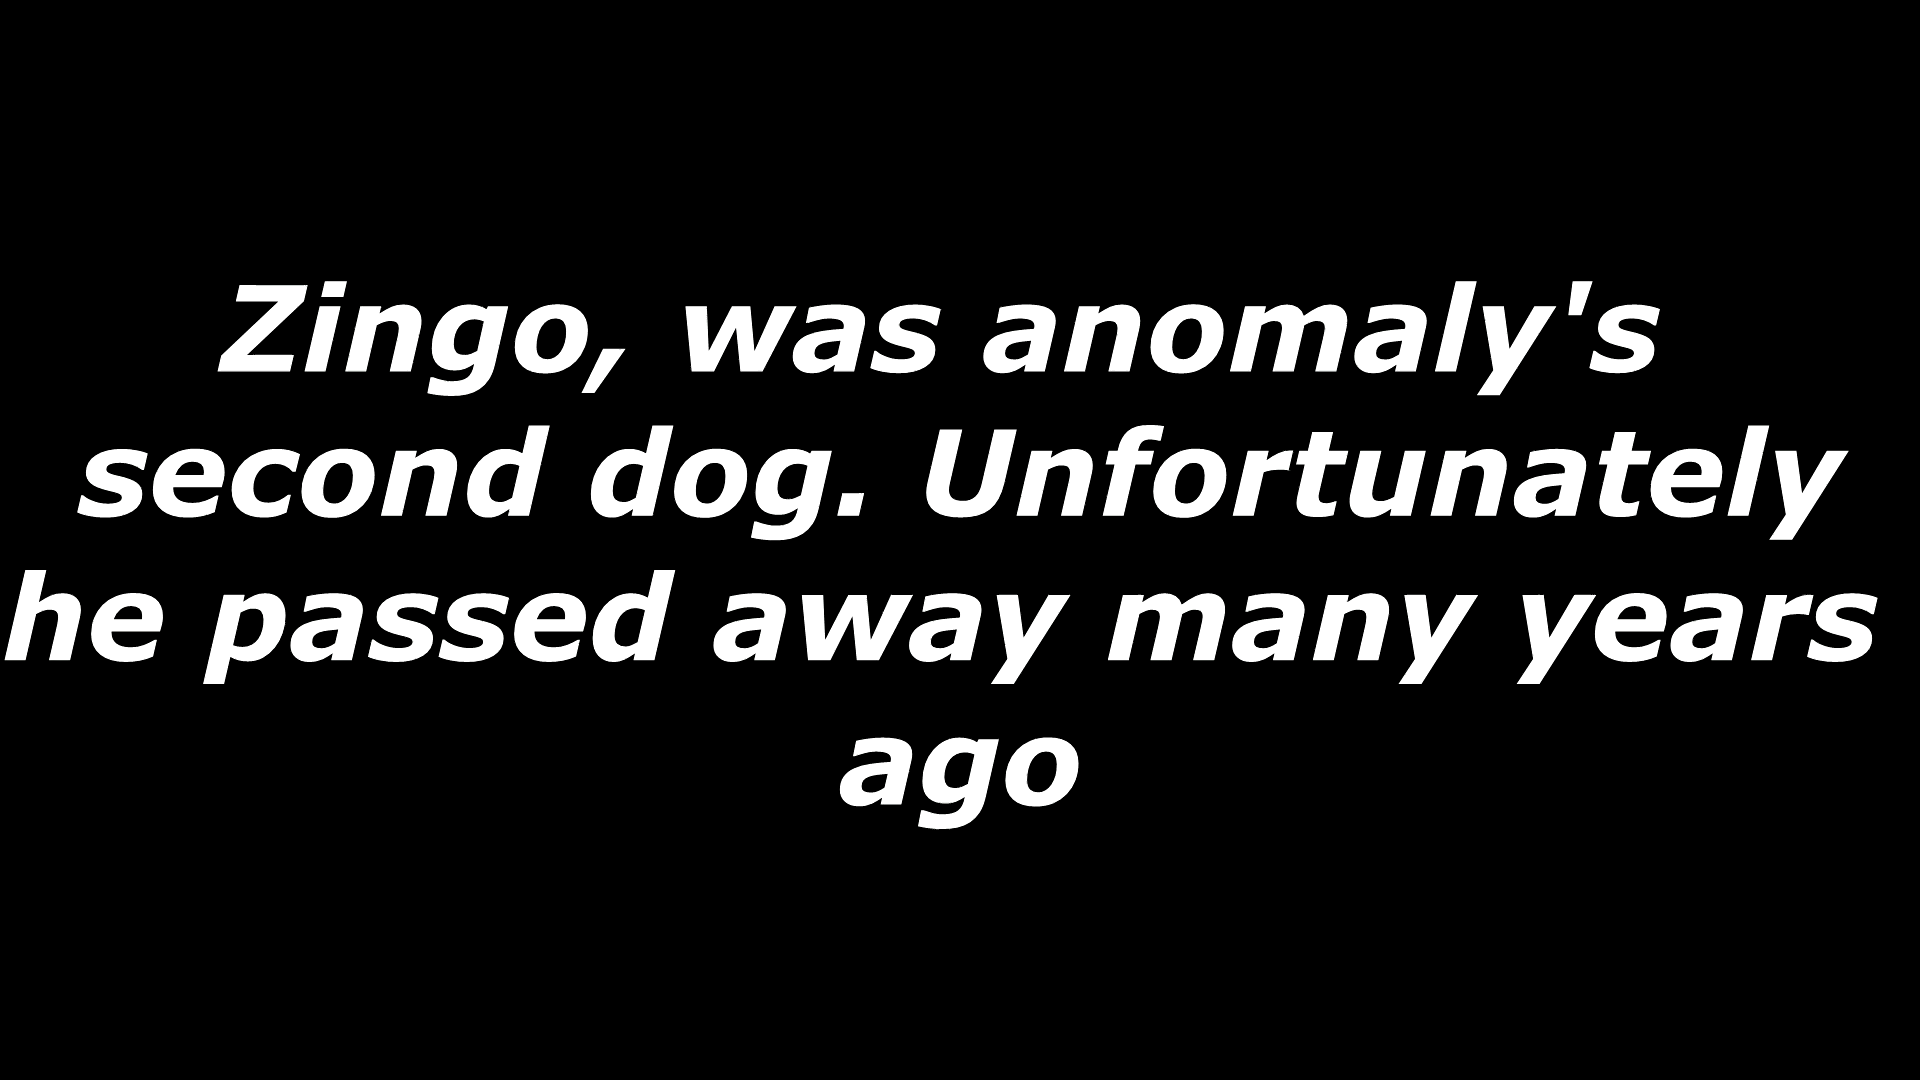 Zingo, was anomaly's
second dog. Unfortunately
he passed away many years
ago